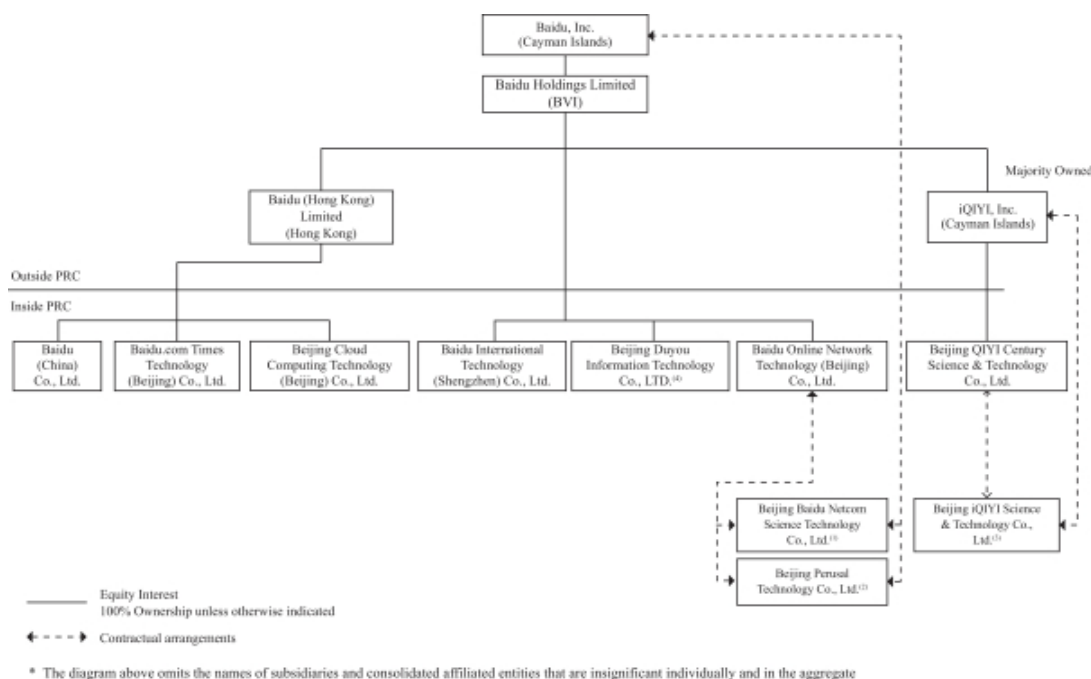 Baidu, Inc.
(Cayman Islands)
Baidu Holdings Limited
(BVI)
Majority Owned
Baidu (Hong Kong)
Limited
(Hong Kong)
iQIYI, Inc.
(Cayman Islands)
Outside PRC
Inside PRC
Baidu
(China)
Co., Ltd.
Baidu.com Times
Technology
(Beijing) Co., Ltd.
Beijing Cloud
Computing Technology
(Beijing) Co., Ltd.
Baidu International
Technology
(Shengzhen) Co., Ltd.
Beijing Duyou
Information Technology
Co., LTD.(4)
Baidu Online Network
Technology (Beijing)
Co., Ltd.
Beijing QIYI Century
Science & Technology
Co., Ltd.
Beijing Baidu Netcom
Science Technology
Co., Ltd.(1)
Beijing iQIYI Science
& Technology Co.,
Ltd.(3)
Beijing Perusal
Technology Co., Ltd.(2)
Equity Interest
100% Ownership unless otherwise indicated
Contractual arrangements
* The diagram above omits the names of subsidiaries and consolidated affiliated entities that are insignificant individually and in the aggregate